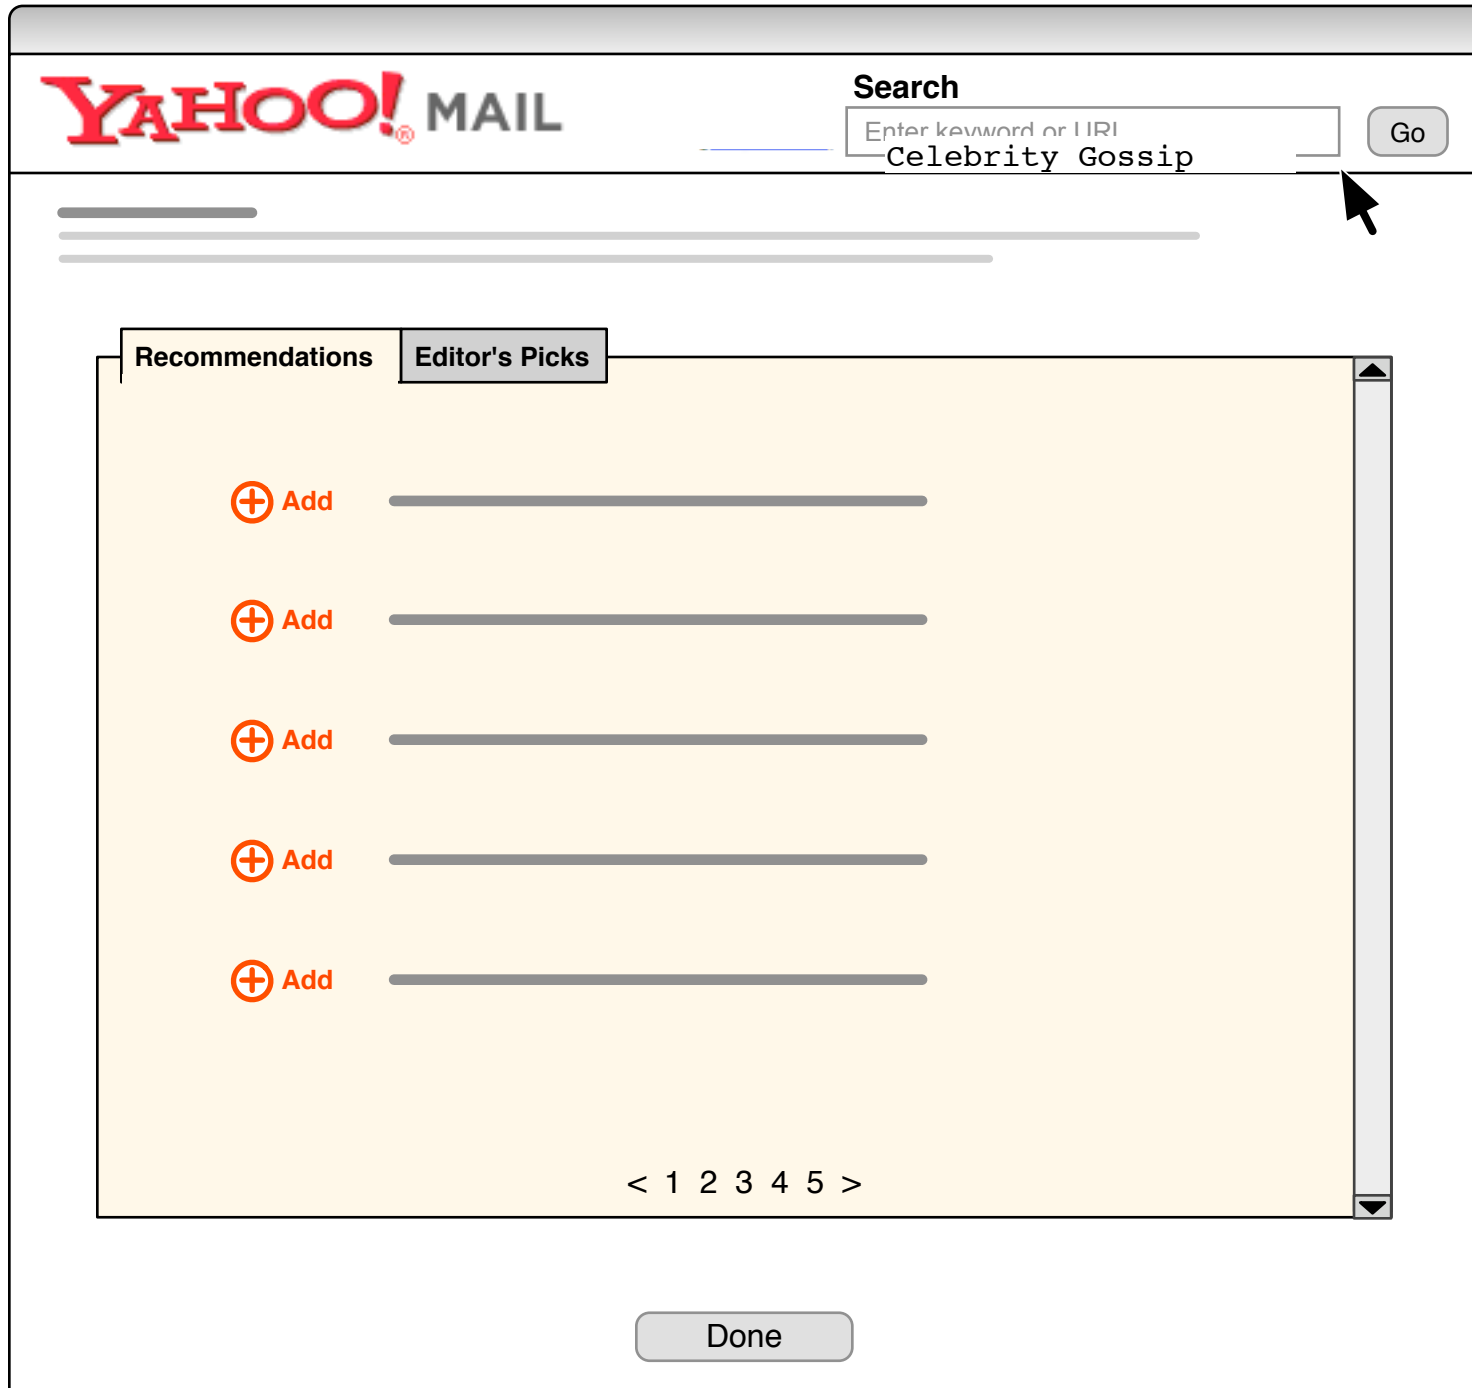 YAHOO!® MAIL
Search
Enter keyword or URL
Celebrity Gossip
Go
Recommendations
Editor's Picks
Add
Add
Add
Add
Add
< 1 2 3 4 5 >
Done